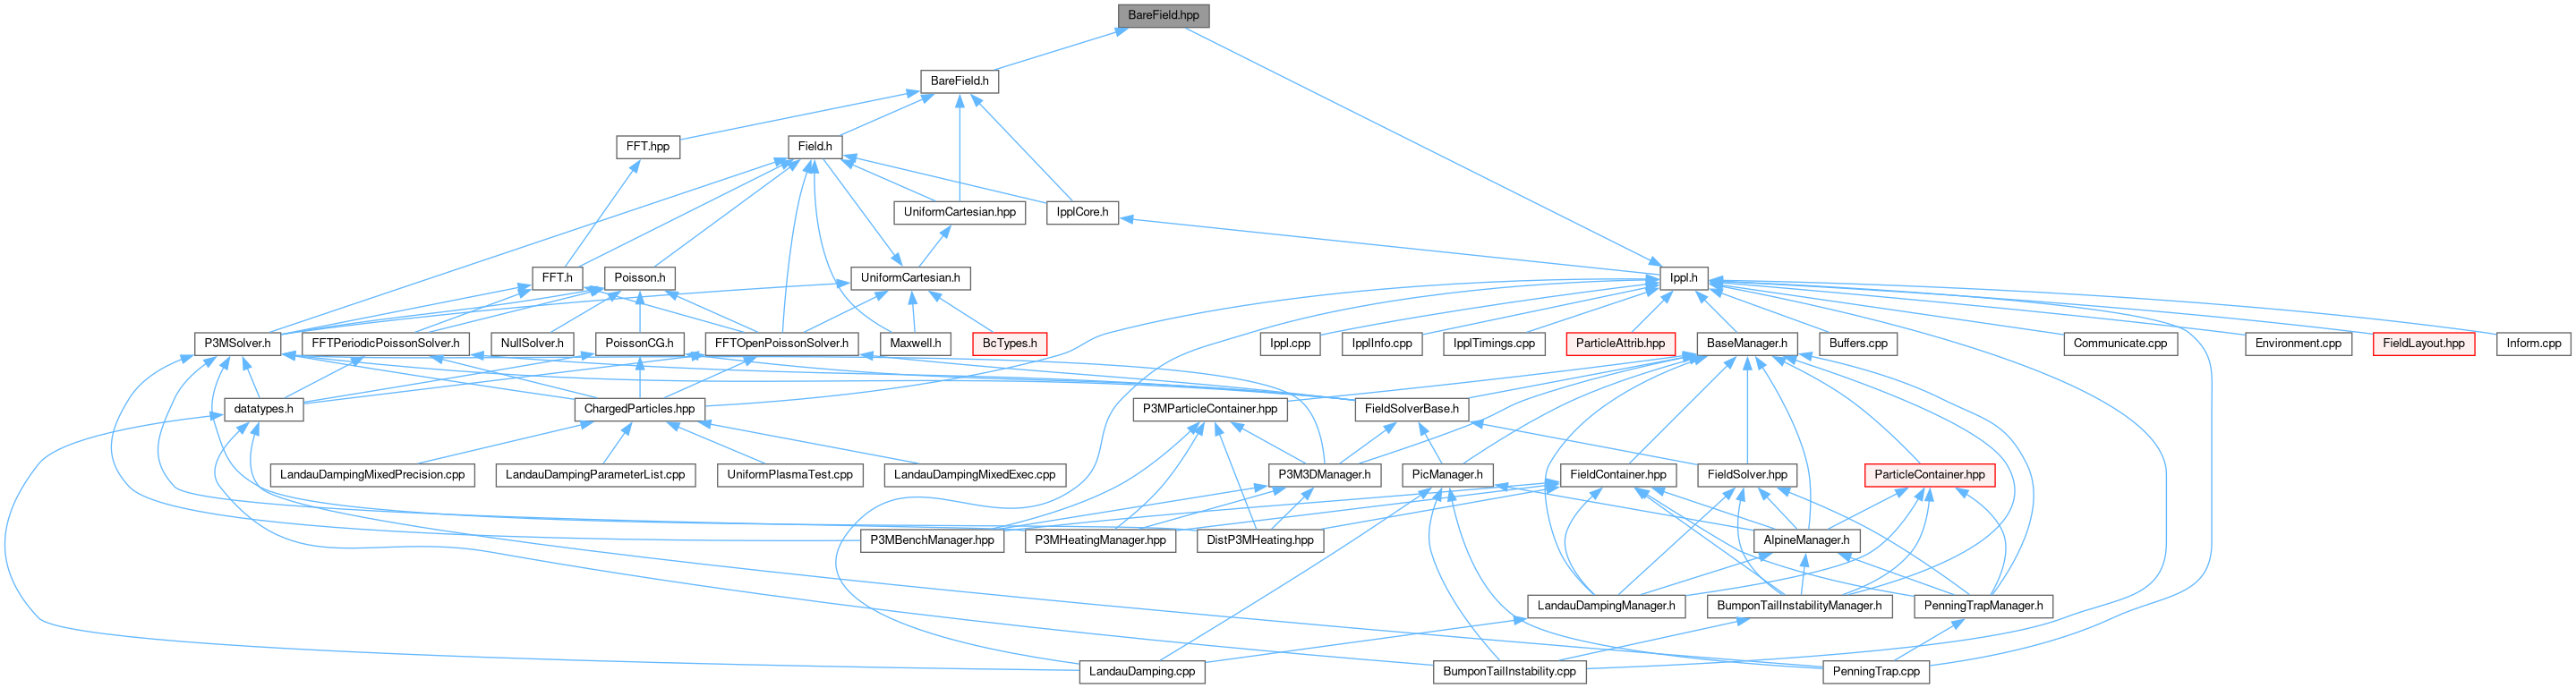 BareField.hpp
BareField.h
FFT.hpp
Field.h
UniformCartesian.hpp
IpplCore.h
FFT.h
Poisson.h
UniformCartesian.h
Ippl.h
P3MSolver.h
FFTPeriodicPoissonSolver.h
NullSolver.h
PoissonCG.h
FFTOpenPoissonSolver.h
Maxwell.h
BcTypes.h
Ippl.cpp
IpplInfo.cpp
IpplTimings.cpp
ParticleAttrib.hpp
BaseManager.h
Buffers.cpp
Communicate.cpp
Environment.cpp
FieldLayout.hpp
Inform.cpp
datatypes.h
ChargedParticles.hpp
P3MParticleContainer.hpp
FieldSolverBase.h
LandauDampingMixedPrecision.cpp
LandauDampingParameterList.cpp
UniformPlasmaTest.cpp
LandauDampingMixedExec.cpp
P3M3DManager.h
PicManager.h
FieldContainer.hpp
FieldSolver.hpp
ParticleContainer.hpp
P3MBenchManager.hpp
P3MHeatingManager.hpp
DistP3MHeating.hpp
AlpineManager.h
LandauDampingManager.h
BumponTailInstabilityManager.h
PenningTrapManager.h
LandauDamping.cpp
BumponTailInstability.cpp
PenningTrap.cpp